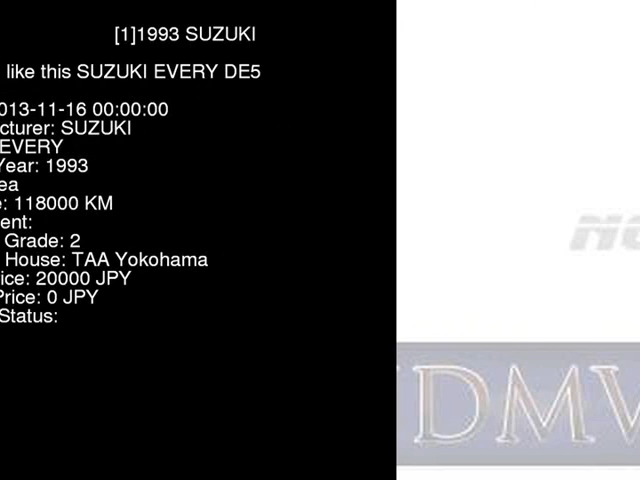 [1]1993 SUZUKI
like this SUZUKI EVERY DE5
013-11-16 00:00:00
cturer: SUZUKI
EVERY
Year: 1993
ea
: 118000 KM
ent:
Grade: 2
House: TAA Yokohama
ice: 20000 JPY
Price: 0 JPY
Status:
DMV